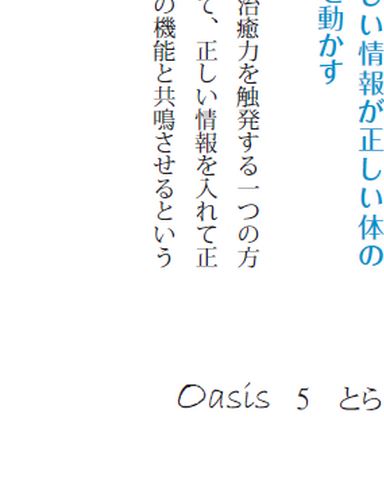 しい情報が正しい体の
を動かす
治癒力を触発する一つの方
て、正しい情報を入れて正
の機能と共鳴させるという
Oasis 5 とら